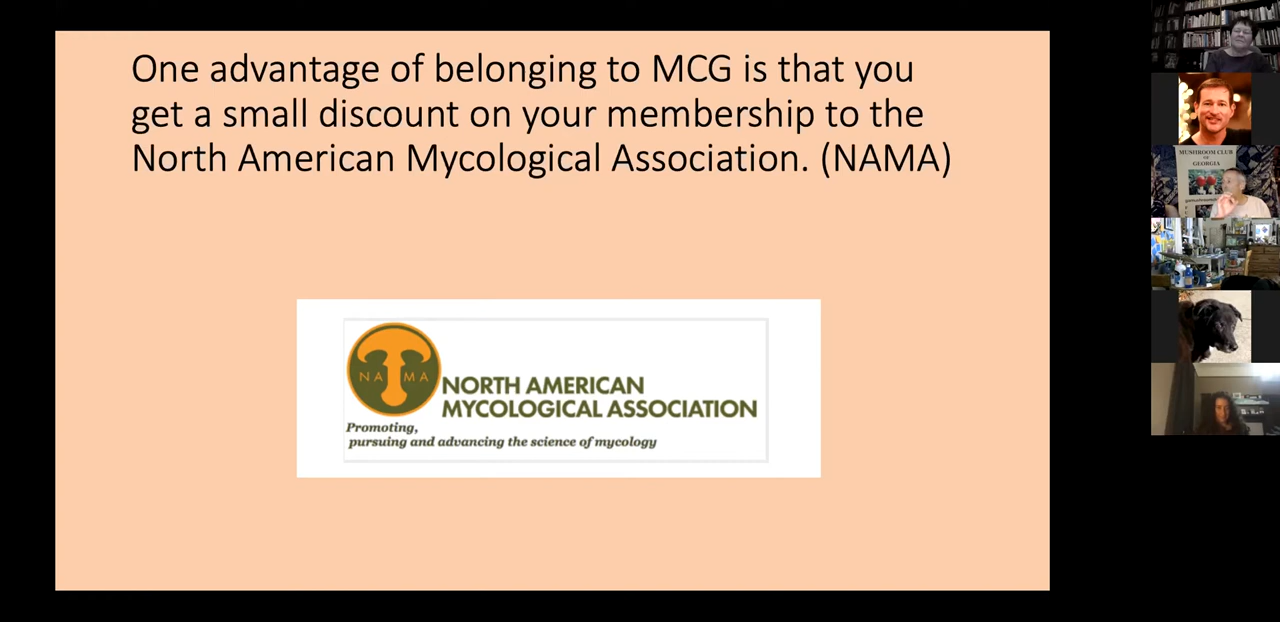 One advantage of belonging to MCG is that you
get a small discount on your membership to the
North American Mycological Association. (NAMA)
NA MA
NORTH AMERICAN
MYCOLOGICAL ASSOCIATION
Promoting,
pursuing and advancing the science of mycology
MUSHROOM CLUB
OF
GEORGIA